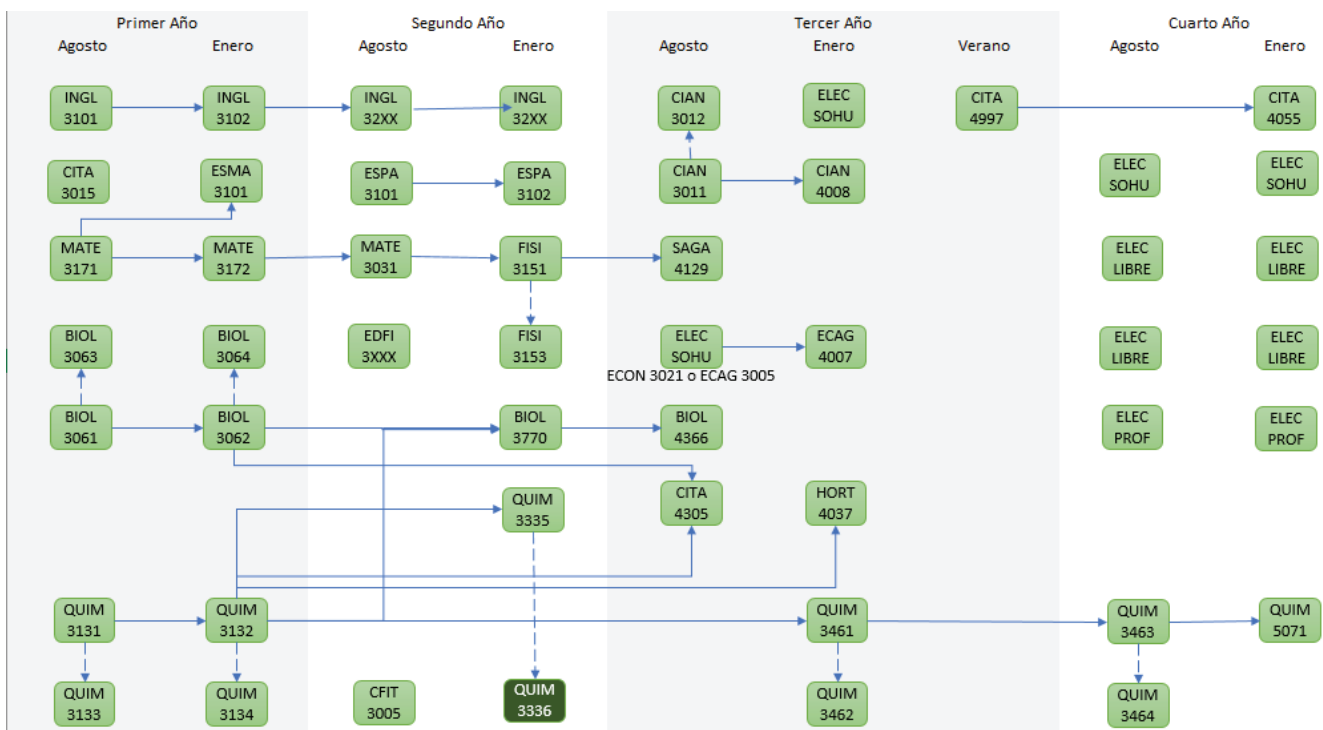 Primer Año
Segundo Año
Tercer Año
Cuarto Año
Agosto
Enero
Agosto
Enero
Agosto
Enero
Verano
Agosto
Enero
INGL
3101
INGL
3102
INGL
32XX
INGL
32XX
CIAN
3012
ELEC
SOHU
CITA
4997
CITA
4055
CITA
3015
ESMA
3101
ESPA
3101
ESPA
3102
CIAN
3011
CIAN
4008
ELEC
SOHU
ELEC
SOHU
MATE
3171
MATE
3172
MATE
3031
FISI
3151
SAGA
4129
ELEC
LIBRE
ELEC
LIBRE
BIOL
3063
BIOL
3064
EDFI
3XXX
FISI
3153
ELEC
SOHU
ECAG
4007
ELEC
LIBRE
ELEC
LIBRE
ECON 3021 o ECAG 3005
BIOL
3061
BIOL
3062
BIOL
3770
BIOL
4366
ELEC
PROF
ELEC
PROF
QUIM
3335
CITA
4305
HORT
4037
QUIM
3131
QUIM
3132
QUIM
3461
QUIM
3463
QUIM
5071
QUIM
3133
QUIM
3134
CFIT
3005
QUIM
3336
QUIM
3462
QUIM
3464